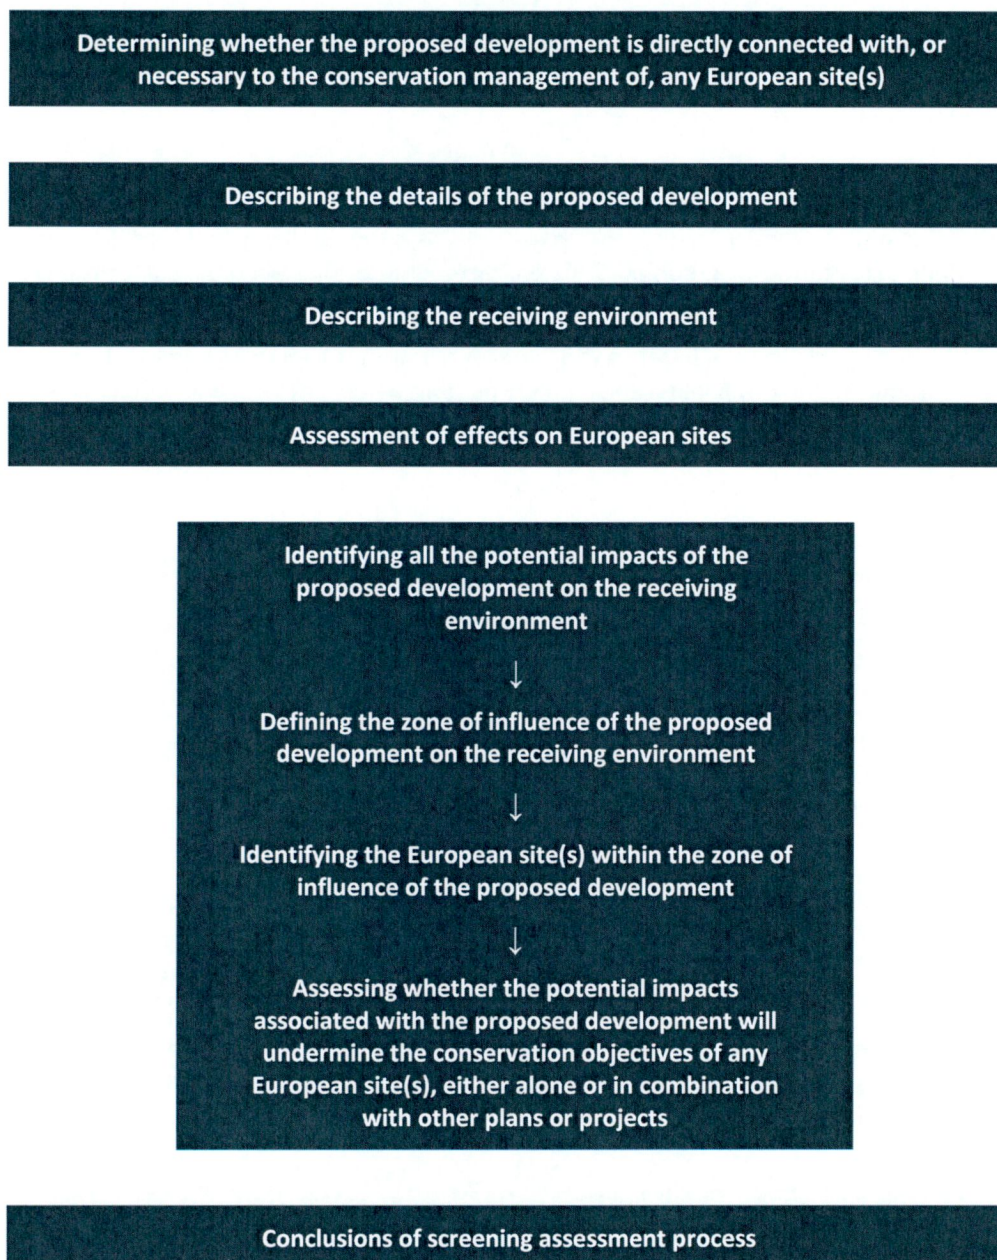 Determining whether the proposed development is directly connected with, or
necessary to the conservation management of, any European site(s)
Describing the details of the proposed development
Describing the receiving environment
Assessment of effects on European sites
Identifying all the potential impacts of the
proposed development on the receiving
environment
↓
Defining the zone of influence of the proposed
development on the receiving environment
↓
Identifying the European site(s) within the zone of
influence of the proposed development
↓
Assessing whether the potential impacts
associated with the proposed development will
undermine the conservation objectives of any
European site(s), either alone or in combination
with other plans or projects
Conclusions of screening assessment process